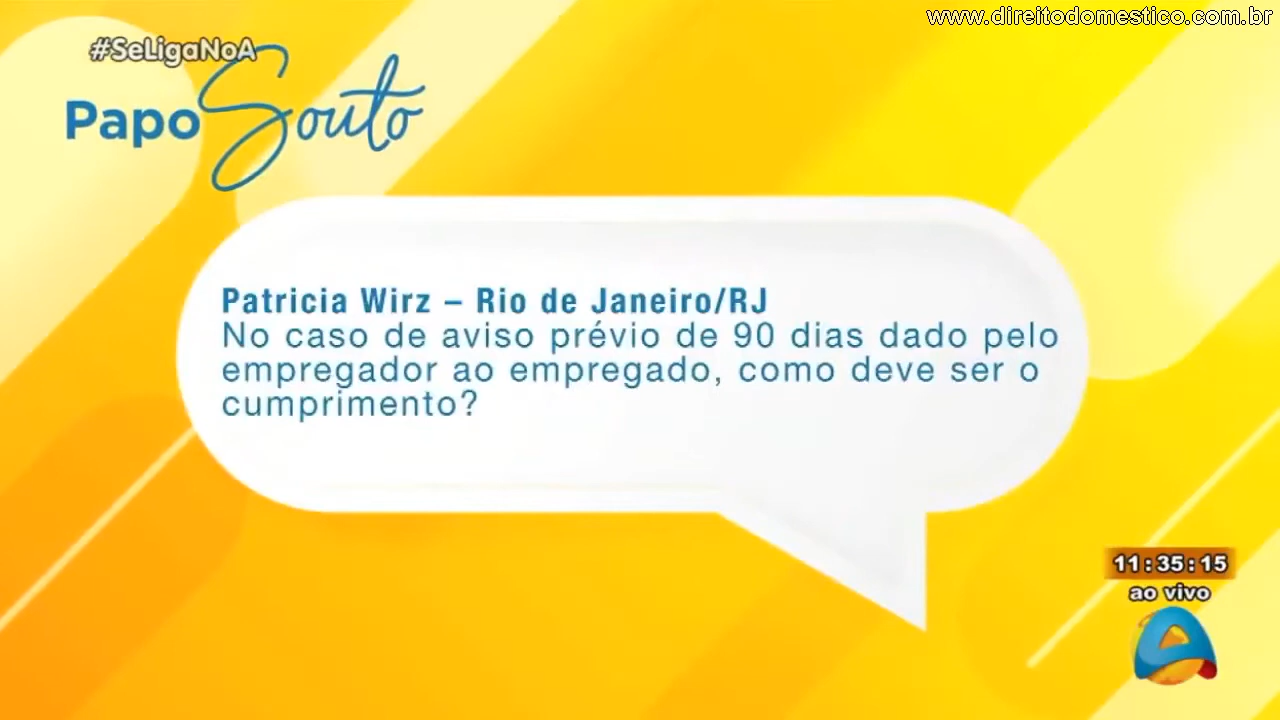 www.direitodomestico.com.br
#SeLigaNoA
Papo Souto
Patricia Wirz – Rio de Janeiro/RJ
No caso de aviso prévio de 90 dias dado pelo
empregador ao empregado, como deve ser o
cumprimento?
11:35:15
ao vivo